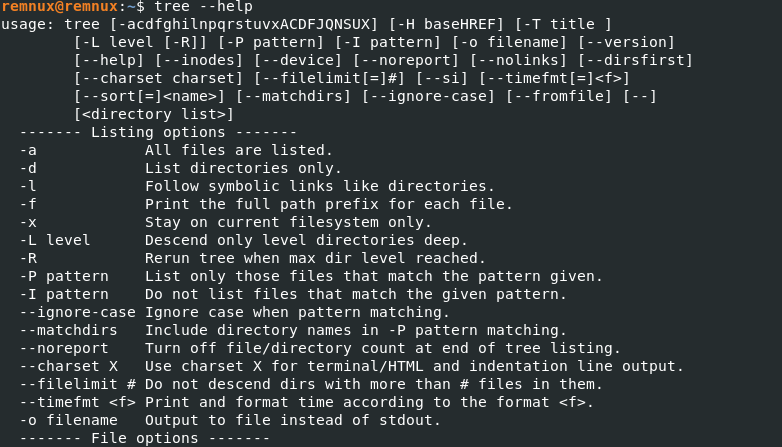 remnux@remnux:~$ tree --help
usage: tree [-acdfghilnpqrstuvxACDFJQNSUX] [-H baseHREF] [-T title ]
        [-L level [-R]] [-P pattern] [-I pattern] [-o filename] [--version]
        [--help] [--inodes] [--device] [--noreport] [--nolinks] [--dirsfirst]
        [--charset charset] [--filelimit[=]#] [--si] [--timefmt[=]<f>]
        [--sort[=]<name>] [--matchdirs] [--ignore-case] [--fromfile] [--]
        [<directory list>]
  ------- Listing options -------
  -a            All files are listed.
  -d            List directories only.
  -l            Follow symbolic links like directories.
  -f            Print the full path prefix for each file.
  -x            Stay on current filesystem only.
  -L level      Descend only level directories deep.
  -R            Rerun tree when max dir level reached.
  -P pattern    List only those files that match the pattern given.
  -I pattern    Do not list files that match the given pattern.
  --ignore-case Ignore case when pattern matching.
  --matchdirs   Include directory names in -P pattern matching.
  --noreport    Turn off file/directory count at end of tree listing.
  --charset X   Use charset X for terminal/HTML and indentation line output.
  --filelimit # Do not descend dirs with more than # files in them.
  --timefmt <f> Print and format time according to the format <f>.
  -o filename   Output to file instead of stdout.
  ------- File options -------